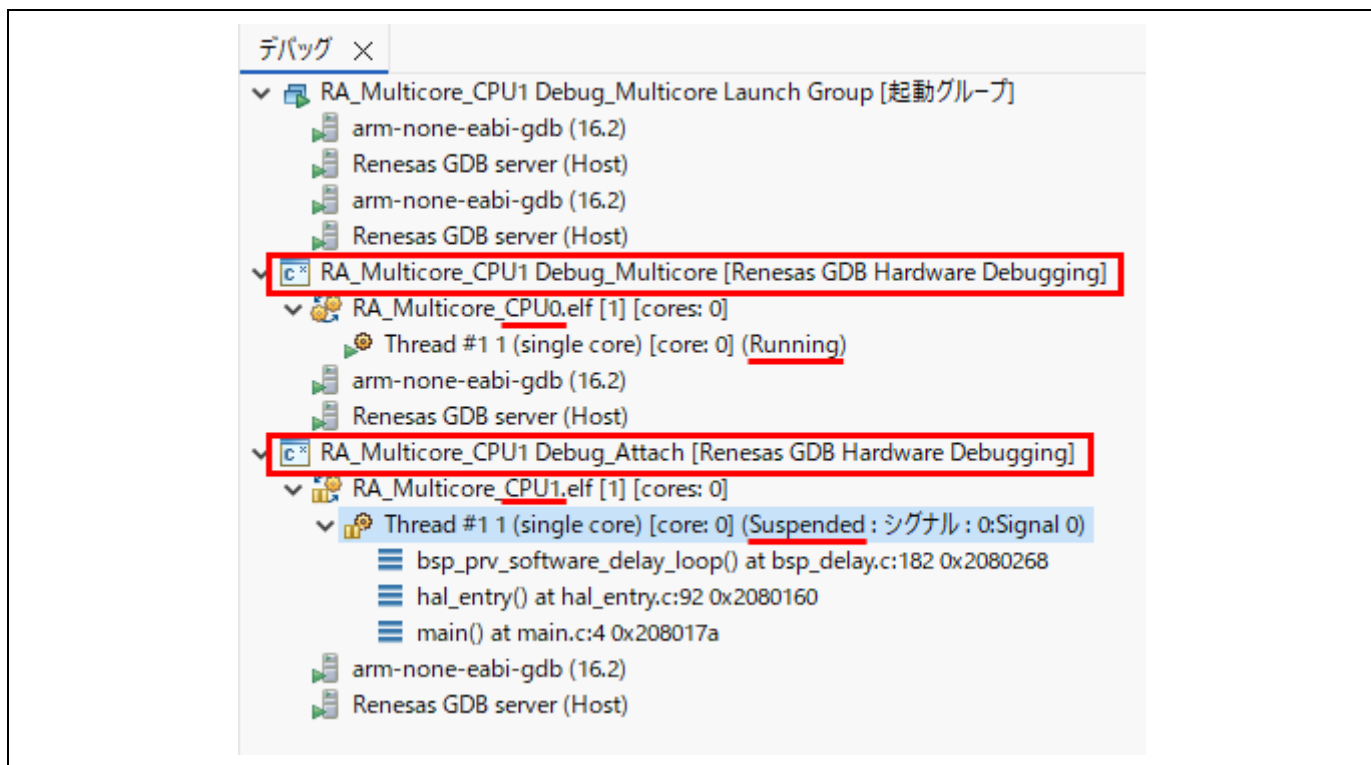 デバッグ
RA_Multicore_CPU1 Debug_Multicore Launch Group [起動グループ]
arm-none-eabi-gdb (16.2)
Renesas GDB server (Host)
arm-none-eabi-gdb (16.2)
Renesas GDB server (Host)
RA_Multicore_CPU1 Debug_Multicore [Renesas GDB Hardware Debugging]
RA_Multicore_CPU0.elf [1] [cores: 0]
Thread #1 1 (single core) [core: 0] (Running)
arm-none-eabi-gdb (16.2)
Renesas GDB server (Host)
RA_Multicore_CPU1 Debug_Attach [Renesas GDB Hardware Debugging]
RA_Multicore_CPU1.elf [1] [cores: 0]
Thread #1 1 (single core) [core: 0] (Suspended : シグナル : 0:Signal 0)
bsp_prv_software_delay_loop() at bsp_delay.c:182 0x2080268
hal_entry() at hal_entry.c:92 0x2080160
main() at main.c:4 0x208017a
arm-none-eabi-gdb (16.2)
Renesas GDB server (Host)